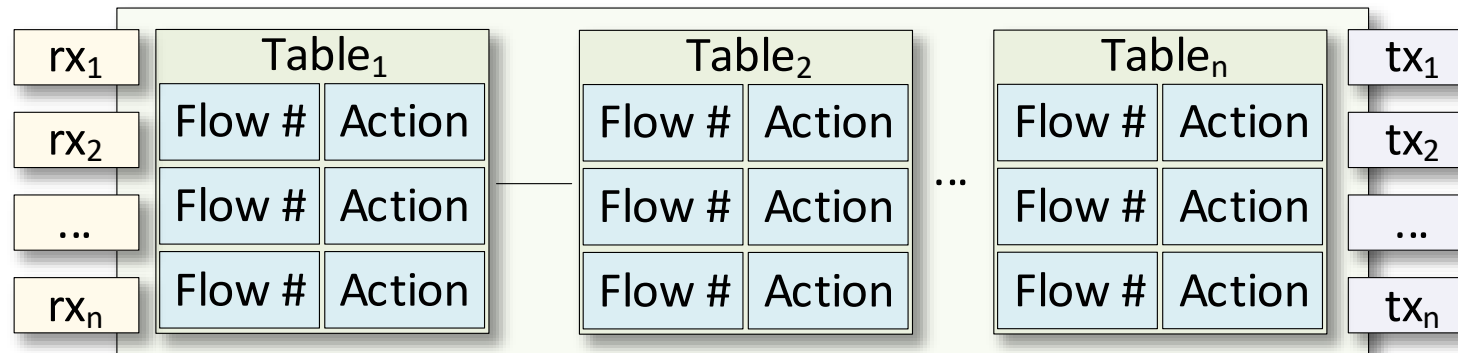 rx₁
rx₂
...
rxₙ
Table₁
Flow # Action
Flow # Action
Flow # Action
Table₂
Flow # Action
Flow # Action
Flow # Action
...
Tableₙ
Flow # Action
Flow # Action
Flow # Action
tx₁
tx₂
...
txₙ